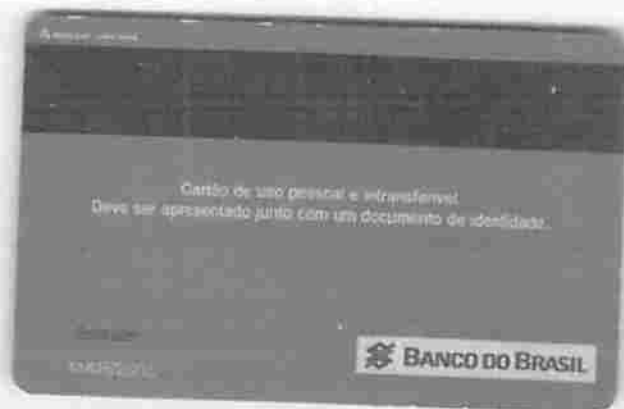 Cartão de uso pessoal e intransferível
Deve ser apresentado junto com um documento de identidade.
BANCO DO BRASIL